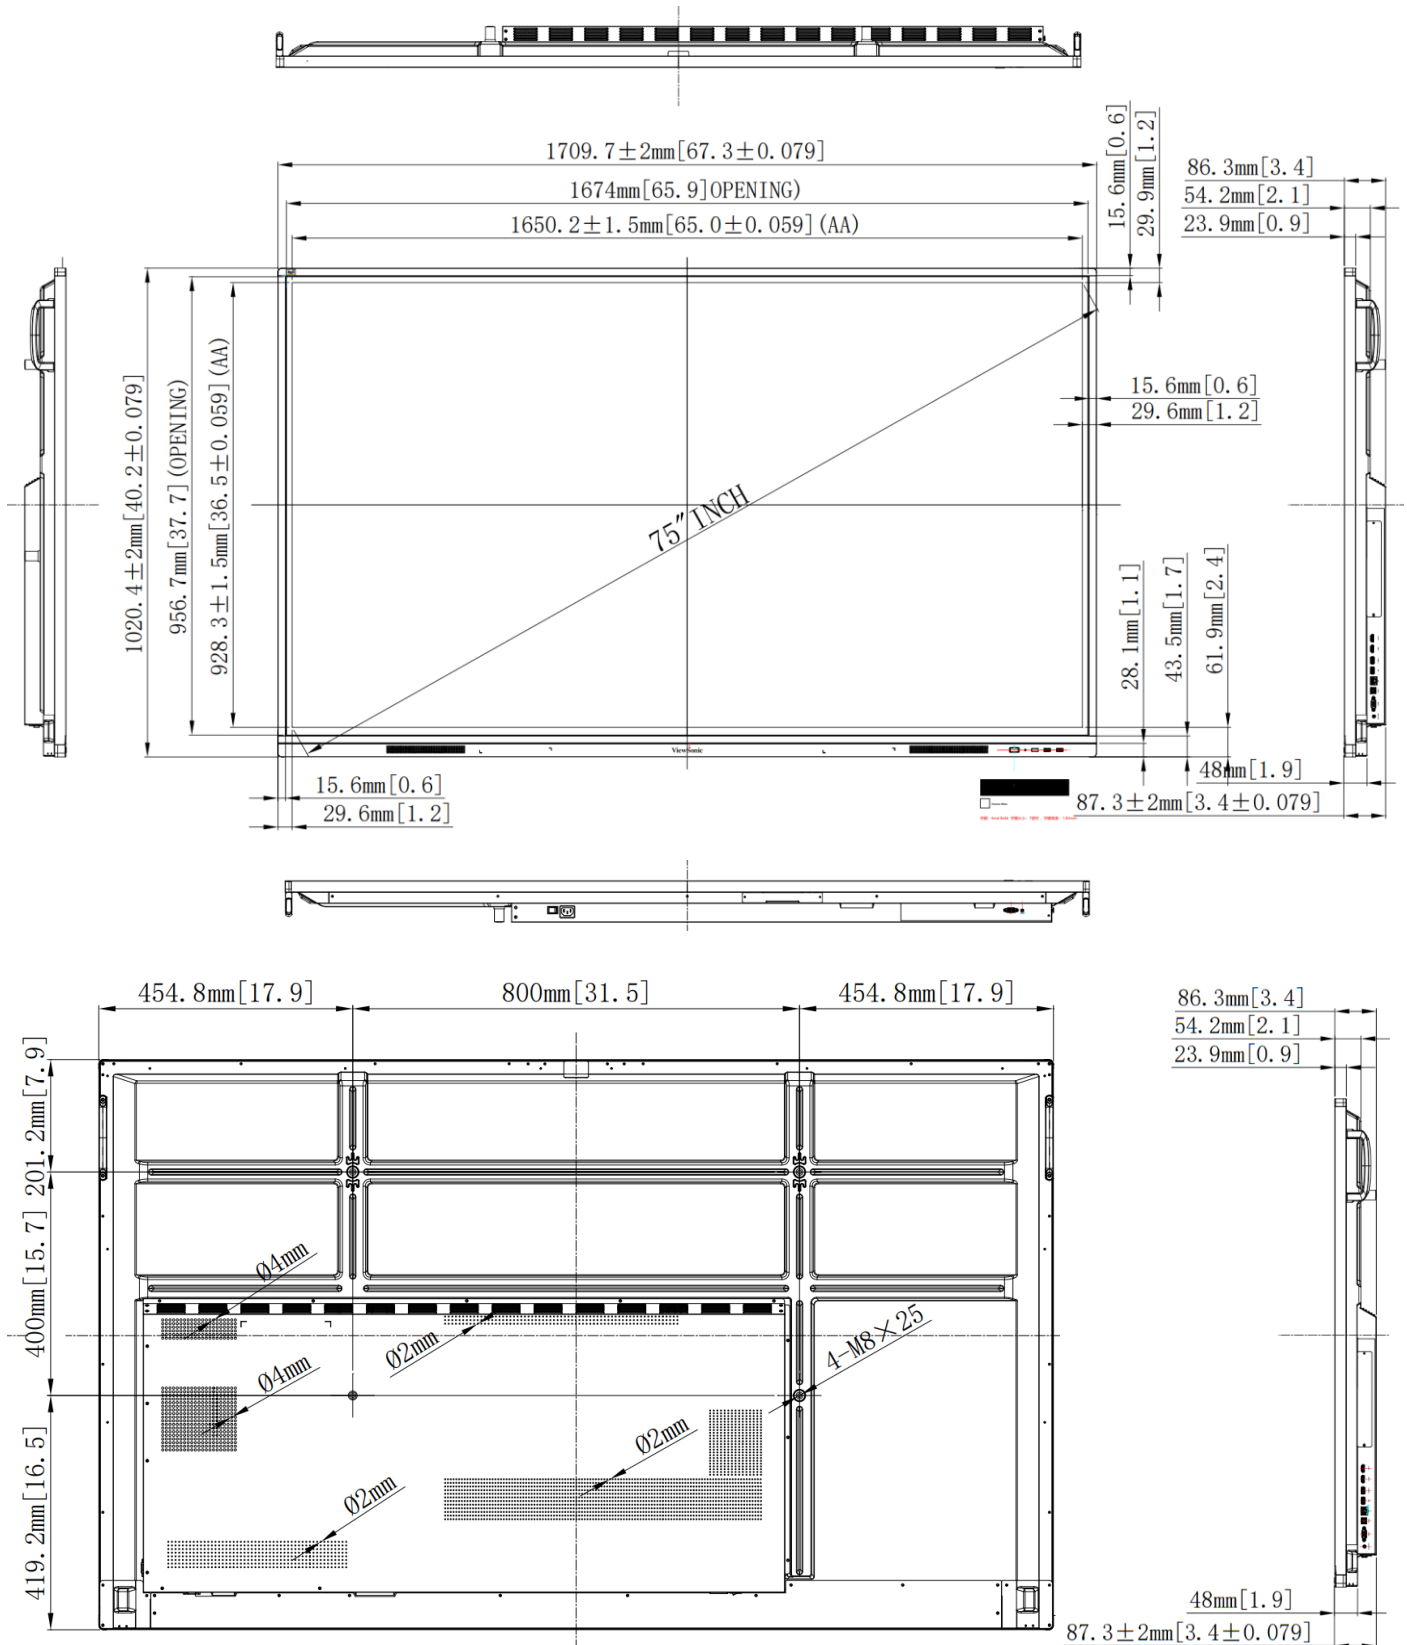 1709.7±2mm[67.3±0.079]
1674mm[65.9]OPENING)
1650.2±1.5mm[65.0±0.059](AA)
15.6mm[0.6]
29.9mm[1.2]
86.3mm[3.4]
54.2mm[2.1]
23.9mm[0.9]
1020.4±2mm[40.2±0.079]
956.7mm[37.7](OPENING)
928.3±1.5mm[36.5±0.059](AA)
15.6mm[0.6]
29.6mm[1.2]
75″INCH
28.1mm[1.1]
43.5mm[1.7]
61.9mm[2.4]
ViewSonic
15.6mm[0.6]
29.6mm[1.2]
48mm[1.9]
87.3±2mm[3.4±0.079]
454.8mm[17.9]
800mm[31.5]
454.8mm[17.9]
86.3mm[3.4]
54.2mm[2.1]
23.9mm[0.9]
201.2mm[7.9]
400mm[15.7]
419.2mm[16.5]
Ø4mm
Ø2mm
Ø4mm
4-M8×25
Ø2mm
Ø2mm
48mm[1.9]
87.3±2mm[3.4±0.079]